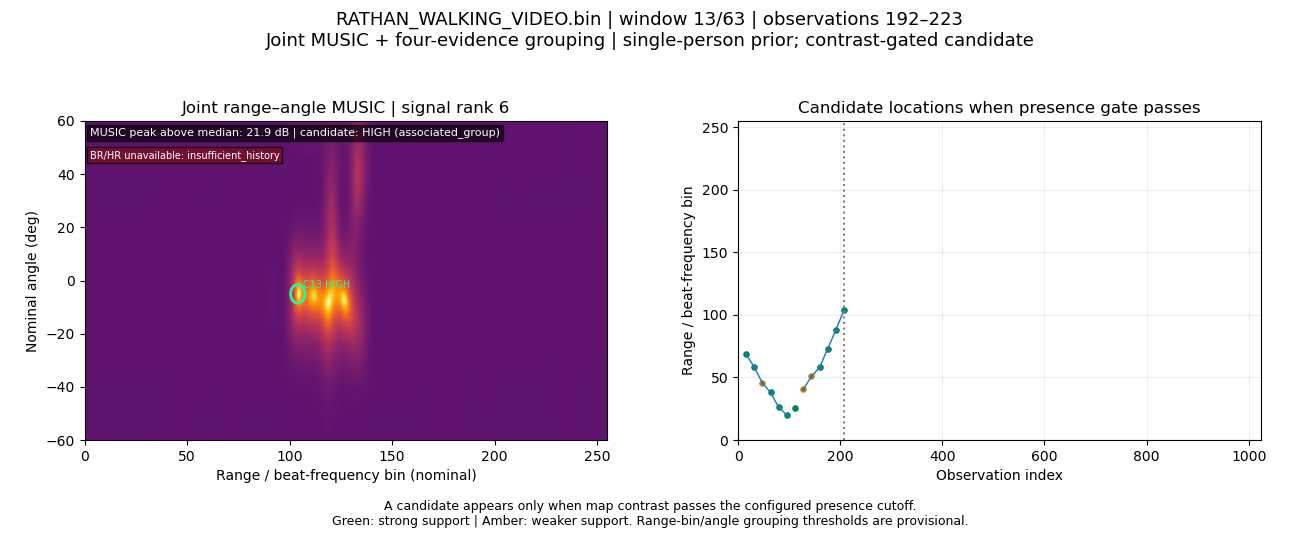 RATHAN_WALKING_VIDEO.bin | window 13/63 | observations 192–223
Joint MUSIC + four-evidence grouping | single-person prior; contrast-gated candidate
Joint range–angle MUSIC | signal rank 6
MUSIC peak above median: 21.9 dB | candidate: HIGH (associated_group)
BR/HR unavailable: insufficient_history
C13 HIGH
60
40
20
0
−20
−40
−60
Nominal angle (deg)
0
50
100
150
200
250
Range / beat-frequency bin (nominal)
Candidate locations when presence gate passes
250
200
150
100
50
0
Range / beat-frequency bin
0
200
400
600
800
1000
Observation index
A candidate appears only when map contrast passes the configured presence cutoff.
Green: strong support | Amber: weaker support. Range-bin/angle grouping thresholds are provisional.